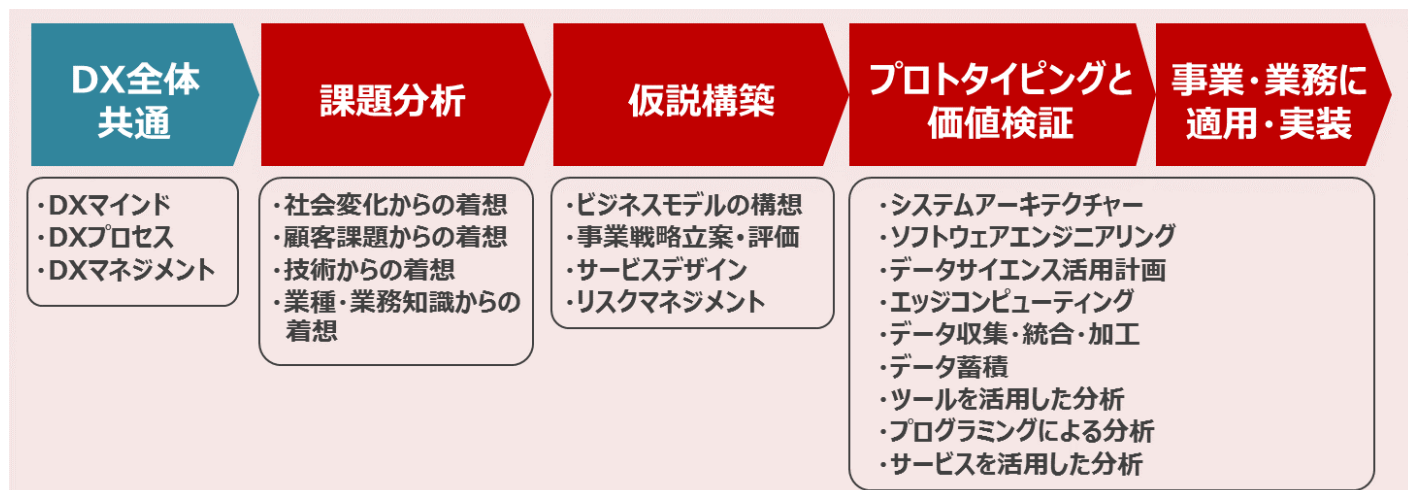 DX全体
共通
課題分析
仮説構築
プロトタイピングと
価値検証
事業・業務に
適用・実装
・DXマインド
・DXプロセス
・DXマネジメント
・社会変化からの着想
・顧客課題からの着想
・技術からの着想
・業種・業務知識からの
着想
・ビジネスモデルの構想
・事業戦略立案・評価
・サービスデザイン
・リスクマネジメント
・システムアーキテクチャー
・ソフトウェアエンジニアリング
・データサイエンス活用計画
・エッジコンピューティング
・データ収集・統合・加工
・データ蓄積
・ツールを活用した分析
・プログラミングによる分析
・サービスを活用した分析